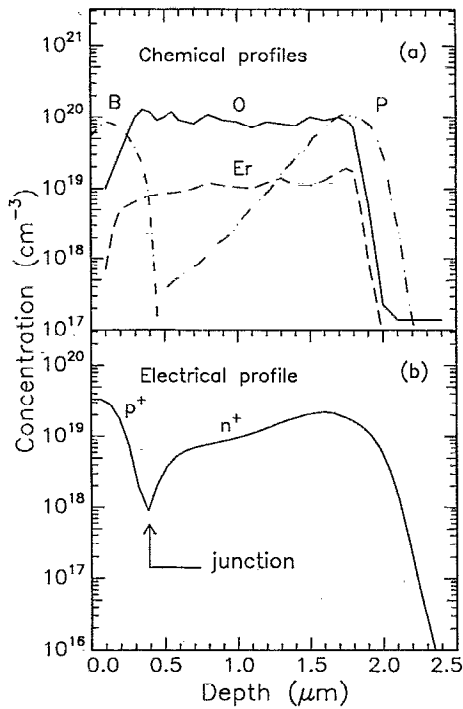 10²¹
Chemical profiles (a)
10²⁰
B O P
Er
10¹⁹
10¹⁸
10¹⁷
Concentration (cm⁻³)
10²⁰
Electrical profile (b)
p⁺
n⁺
10¹⁹
10¹⁸
junction
10¹⁷
10¹⁶
0.0 0.5 1.0 1.5 2.0 2.5
Depth (μm)